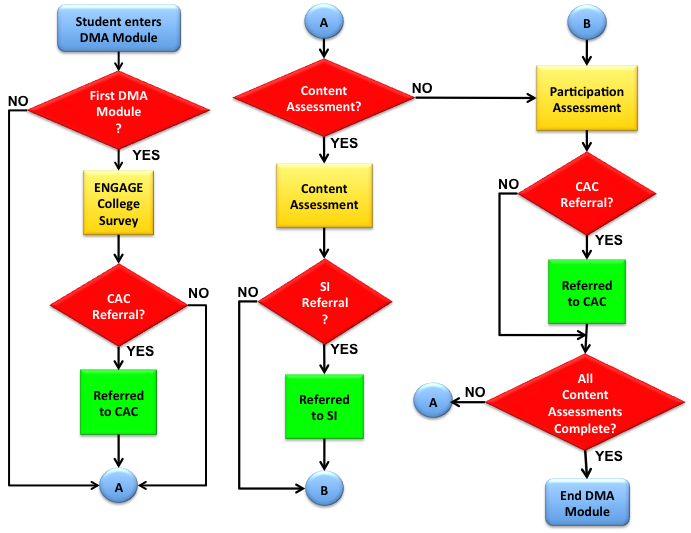 Student enters
DMA Module
First DMA
Module
?
NO
YES
ENGAGE
College
Survey
CAC
Referral?
NO
YES
Referred
to CAC
A
A
Content
Assessment?
NO
YES
Content
Assessment
SI
Referral
?
NO
YES
Referred
to SI
B
B
Participation
Assessment
CAC
Referral?
NO
YES
Referred
to CAC
All
Content
Assessments
Complete?
NO
A
YES
End DMA
Module